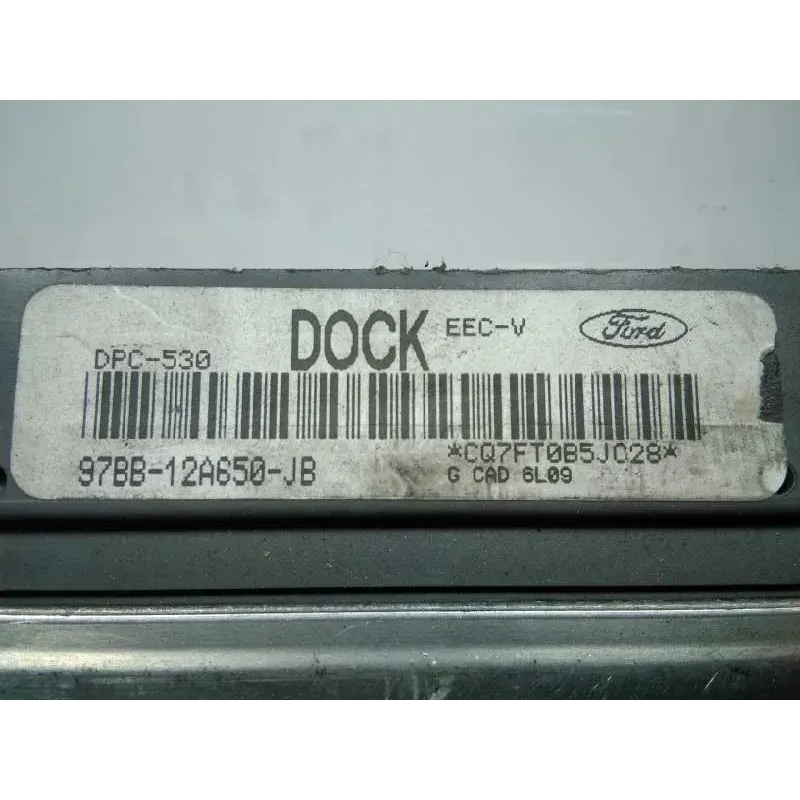 DOCK EEC-V Ford
DPC-530
*CQ7FT0B5JC28*
97BB-12A650-JB
G CAD 6L09